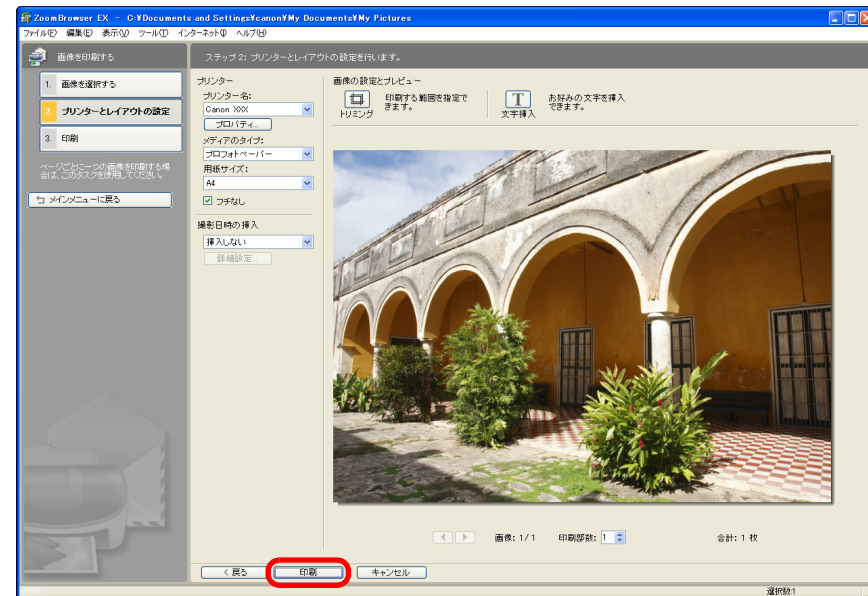 ZoomBrowser EX - C:¥Documents and Settings¥canon¥My Documents¥My Pictures
ファイル(F) 編集(E) 表示(V) ツール(T) インターネット(I) ヘルプ(H)
画像を印刷する
ステップ 2: プリンターとレイアウトの設定を行います。
1. 画像を選択する
2. プリンターとレイアウトの設定
3. 印刷
ページごとに一つの画像を印刷する場
合は、このタスクを使用してください。
メインメニューに戻る
プリンター
プリンター名:
Canon XXX
プロパティ...
メディアのタイプ:
プロフォトペーパー
用紙サイズ:
A4
フチなし
撮影日時の挿入
挿入しない
詳細設定...
画像の設定とプレビュー
トリミング
印刷する範囲を指定で
きます。
文字挿入
お好みの文字を挿入
できます。
画像: 1/1 印刷部数: 1 合計: 1 枚
< 戻る 印刷 キャンセル
選択数:1